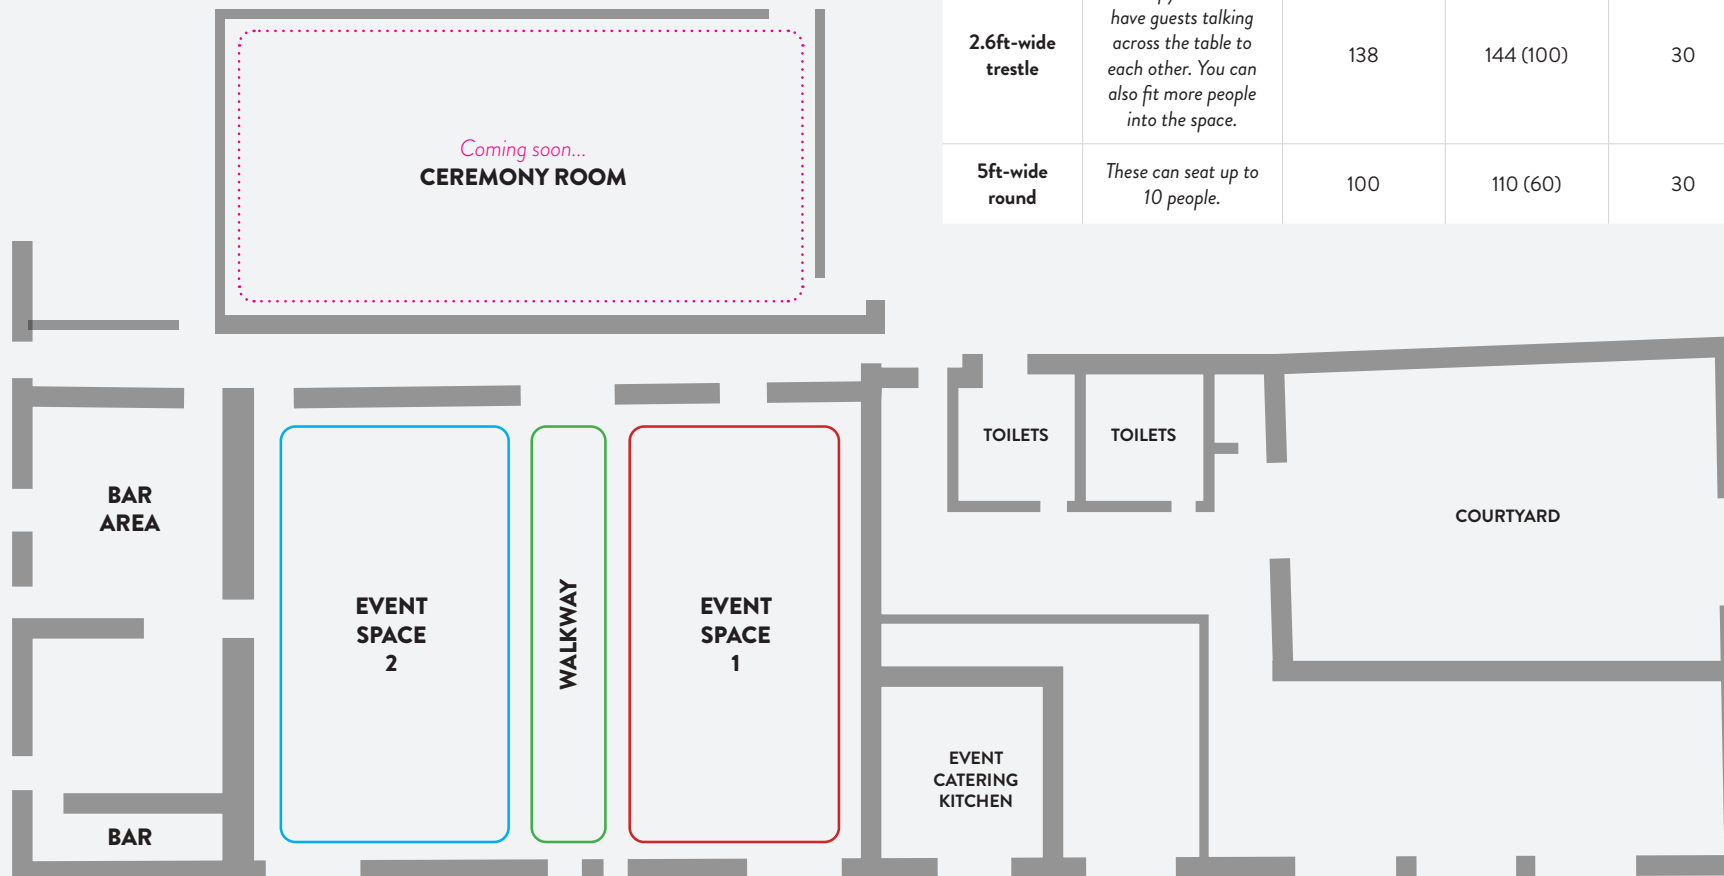 have guests talking
2.6ft-wide
trestle
across the table to
each other. You can
also fit more people
into the space.
138
144 (100)
30
5ft-wide
round
These can seat up to
10 people.
100
110 (60)
30
Coming soon...
CEREMONY ROOM
TOILETS
TOILETS
BAR
AREA
COURTYARD
EVENT
SPACE
2
WALKWAY
EVENT
SPACE
1
EVENT
CATERING
KITCHEN
BAR